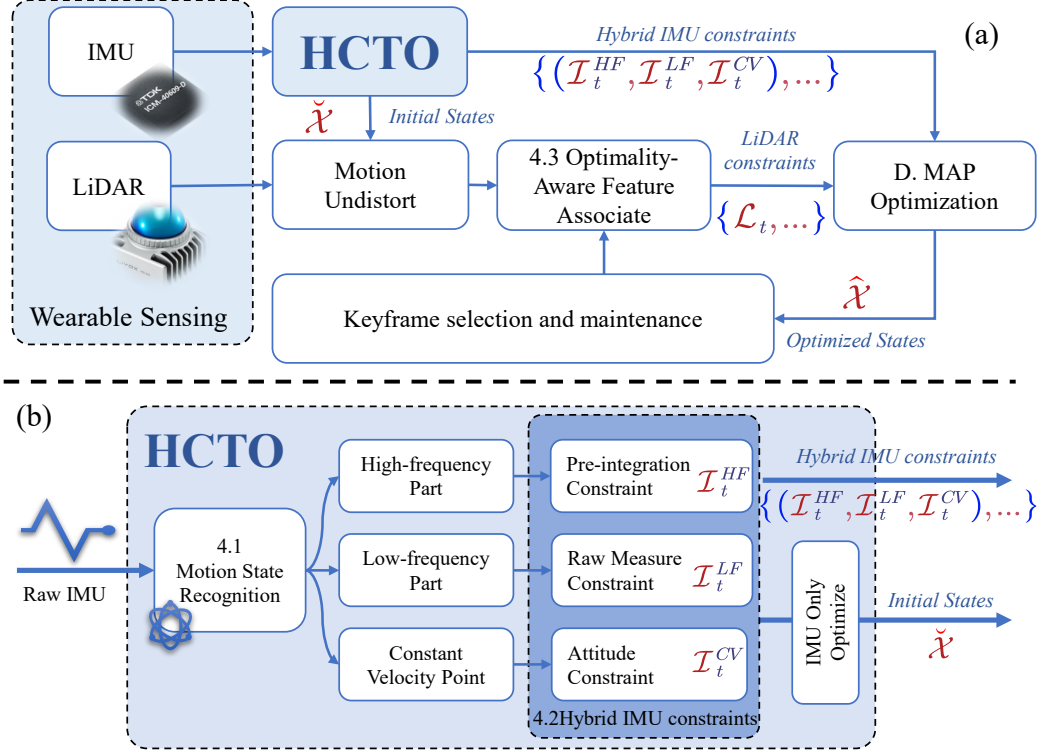 (a)
IMU
©TDK
ICM-40609-D
LiDAR
Wearable Sensing
HCTO
Hybrid IMU constraints
{(ℐ_t^{HF}, ℐ_t^{LF}, ℐ_t^{CV}), ...}
𝒳̆
Initial States
Motion
Undistort
4.3 Optimality-
Aware Feature
Associate
LiDAR
constraints
{ℒ_t, ...}
D. MAP
Optimization
Keyframe selection and maintenance
𝒳̂
Optimized States
(b)
HCTO
Raw IMU
4.1
Motion State
Recognition
High-frequency
Part
Low-frequency
Part
Constant
Velocity Point
Pre-integration
Constraint ℐ_t^{HF}
Raw Measure
Constraint ℐ_t^{LF}
Attitude
Constraint ℐ_t^{CV}
4.2Hybrid IMU constraints
Hybrid IMU constraints
{(ℐ_t^{HF}, ℐ_t^{LF}, ℐ_t^{CV}), ...}
IMU Only
Optimize
Initial States
𝒳̆